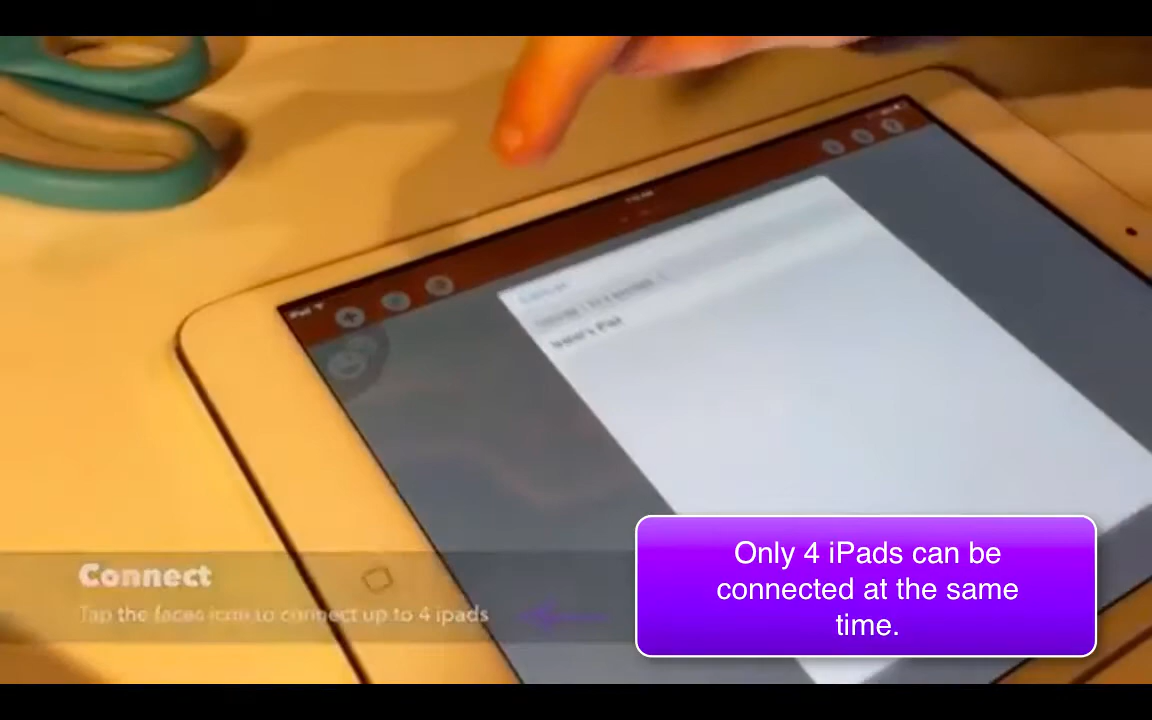 iPad
Connect
Tap the faces icon to connect up to 4 ipads
Only 4 iPads can be
connected at the same
time.